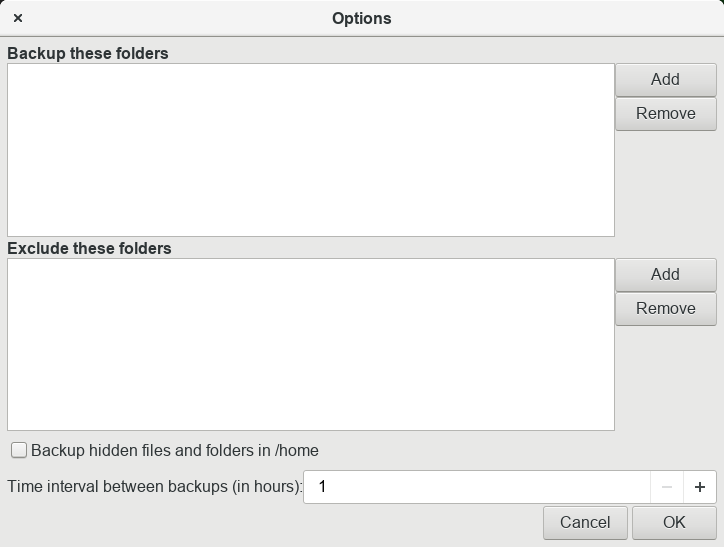 Options
Backup these folders
Add
Remove
Exclude these folders
Add
Remove
Backup hidden files and folders in /home
Time interval between backups (in hours): 1
Cancel OK